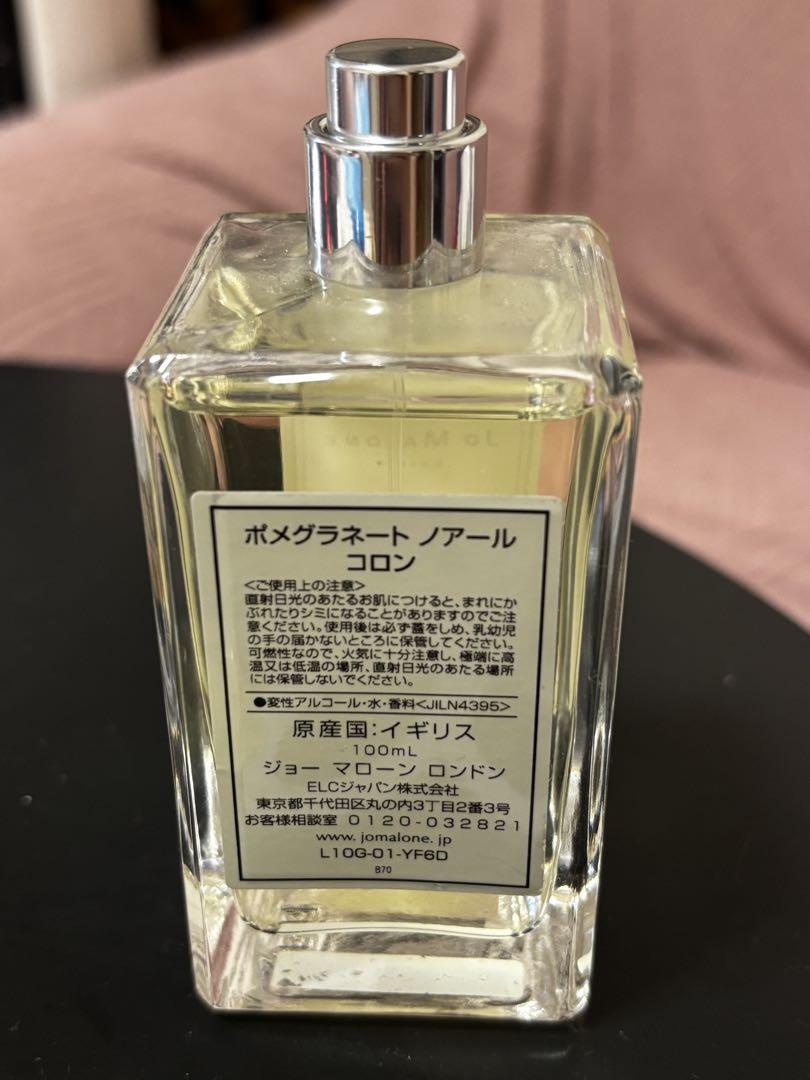 Jo MALONE
ポメグラネート ノアール
コロン
<ご使用上の注意>
直射日光のあたるお肌につけると、まれにか
ぶれたりシミになることがありますのでご注
意ください。使用後は必ず蓋をしめ、乳幼児
の手の届かないところに保管してください。
可燃性なので、火気に十分注意し、極端に高
温又は低温の場所、直射日光のあたる場所
には保管しないでください。
●変性アルコール・水・香料<JILN4395>
原産国:イギリス
100mL
ジョー マローン ロンドン
ELCジャパン株式会社
東京都千代田区丸の内3丁目2番3号
お客様相談室 0120-032821
www. jomalone. jp
L10G-01-YF6D
B70